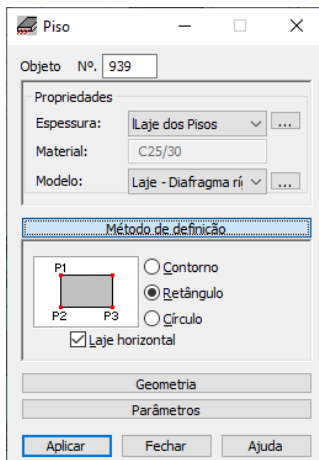 Piso
Objeto Nº. 939
Propriedades
Espessura: lLaje dos Pisos ...
Material: C25/30
Modelo: Laje - Diafragma rí ...
Método de definição
P1
P2 P3
Contorno
Retângulo
Círculo
Laje horizontal
Geometria
Parâmetros
Aplicar Fechar Ajuda